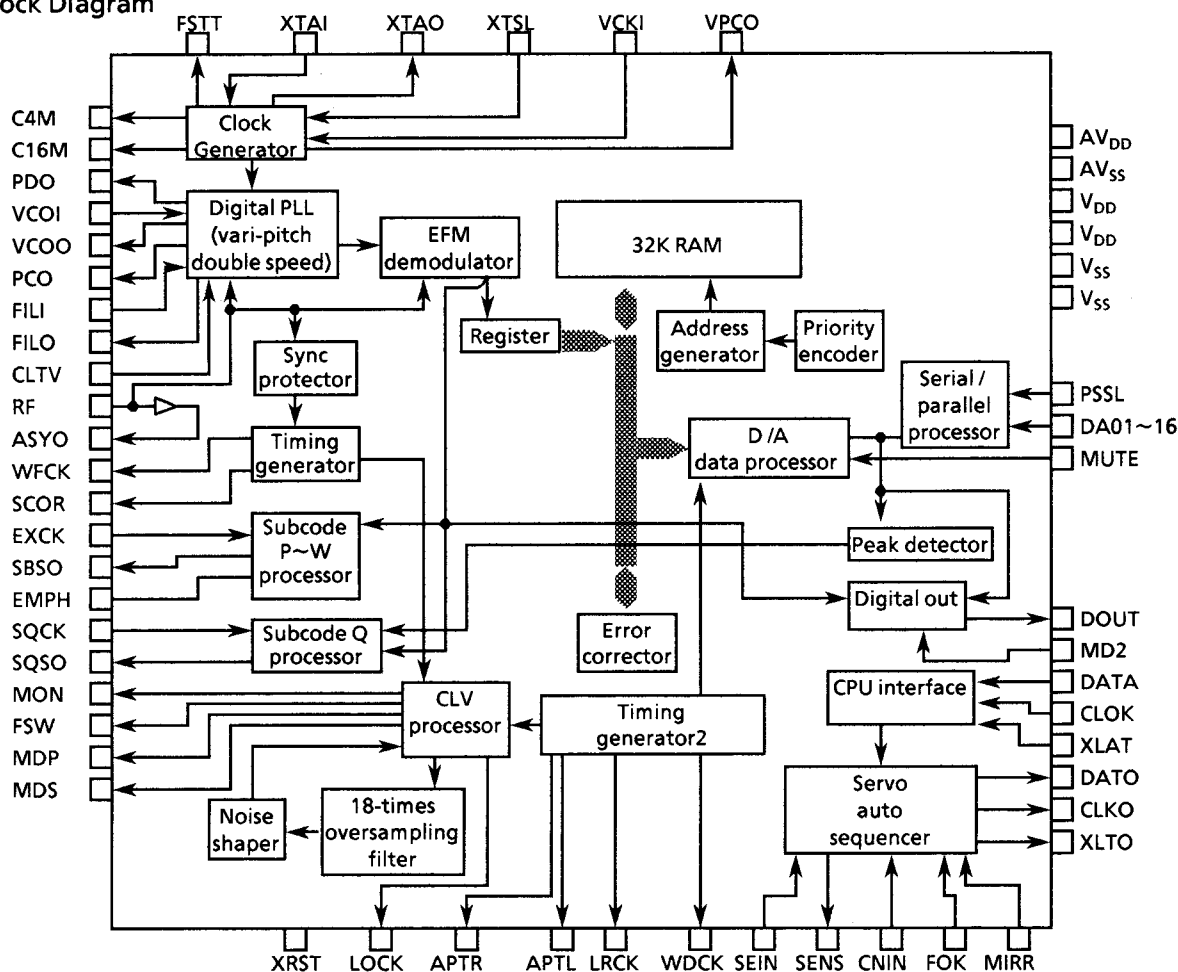 ock Diagram
FSTT XTAI XTAO XTSL VCKI VPCO
C4M
C16M
PDO
VCOI
VCOO
PCO
FILI
FILO
CLTV
RF
ASYO
WFCK
SCOR
EXCK
SBSO
EMPH
SQCK
SQSO
MON
FSW
MDP
MDS
Clock
Generator
Digital PLL
(vari-pitch
double speed)
EFM
demodulator
32K RAM
Register
Address
generator
Priority
encoder
Sync
protector
Serial /
parallel
processor
Timing
generator
D /A
data processor
Subcode
P~W
processor
Peak detector
Digital out
Subcode Q
processor
Error
corrector
CPU interface
CLV
processor
Timing
generator2
Servo
auto
sequencer
Noise
shaper
18-times
oversampling
filter
AVDD
AVSS
VDD
VDD
VSS
VSS
PSSL
DA01~16
MUTE
DOUT
MD2
DATA
CLOK
XLAT
DATO
CLKO
XLTO
XRST LOCK APTR APTL LRCK WDCK SEIN SENS CNIN FOK MIRR